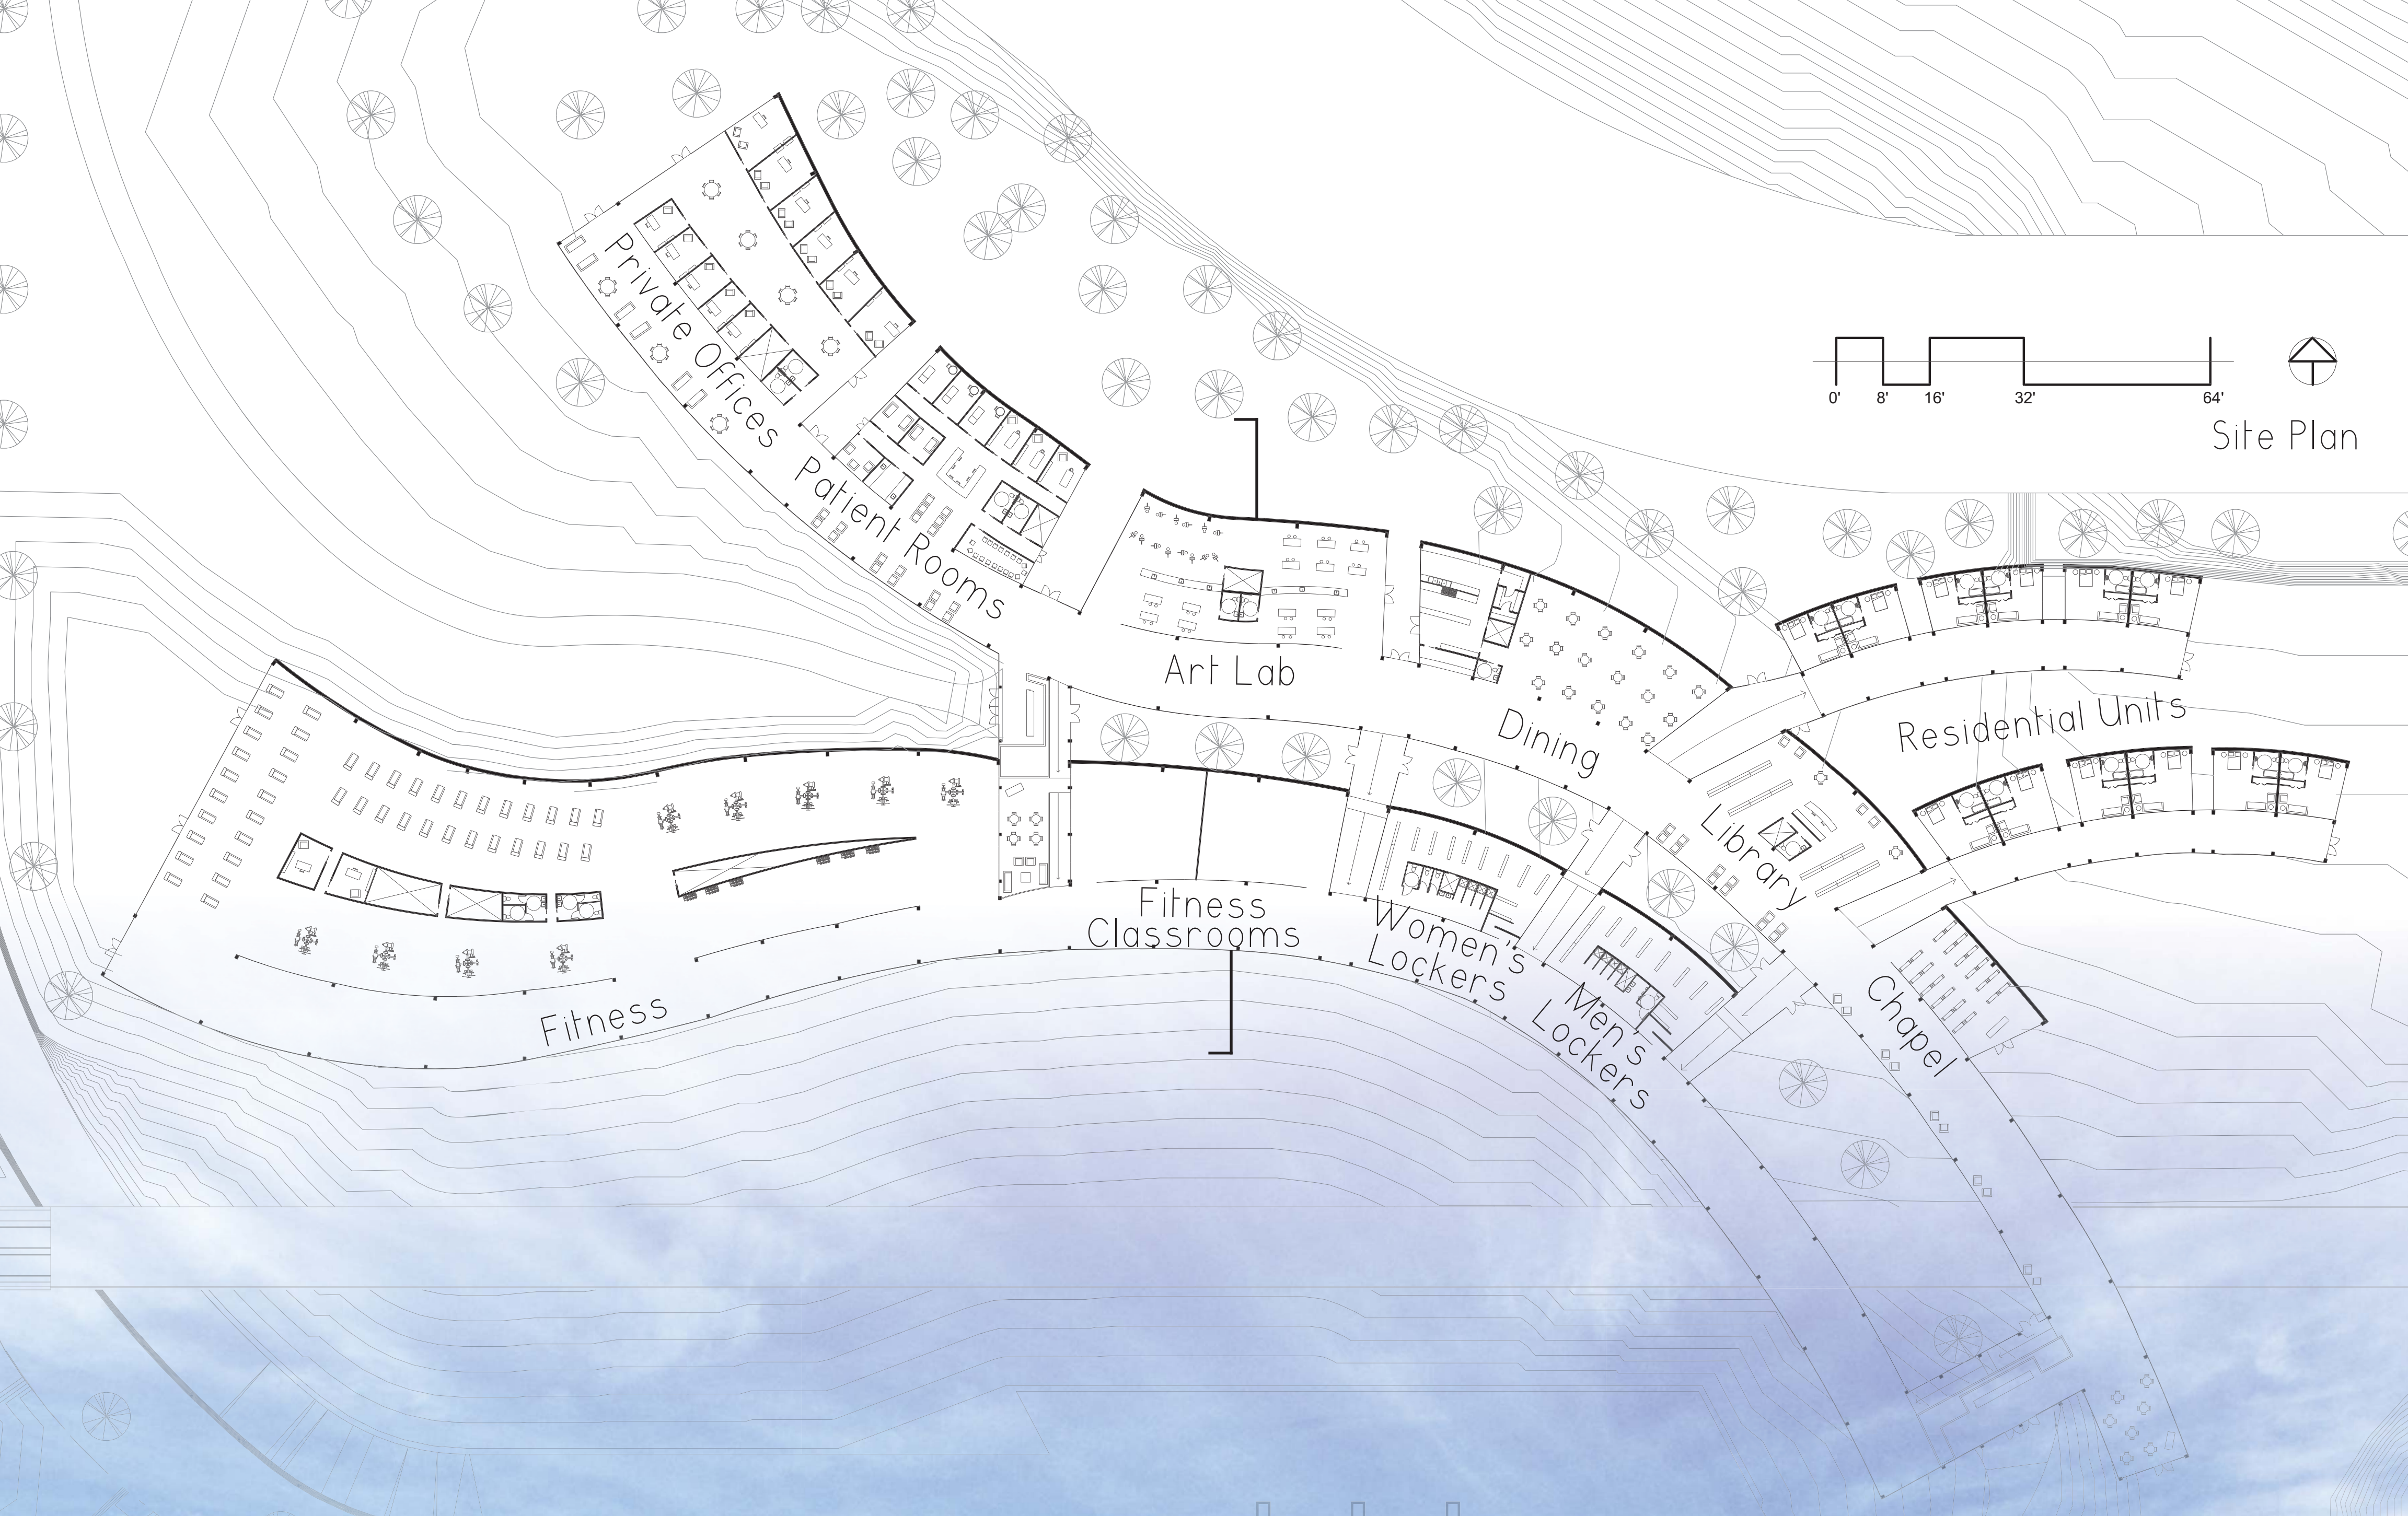 Private Offices
Patient Rooms
0' 8' 16' 32' 64'
Site Plan
Art Lab
Dining
Residential Units
Library
Fitness
Classrooms
Women's
Lockers
Men's
Lockers
Chapel
Fitness